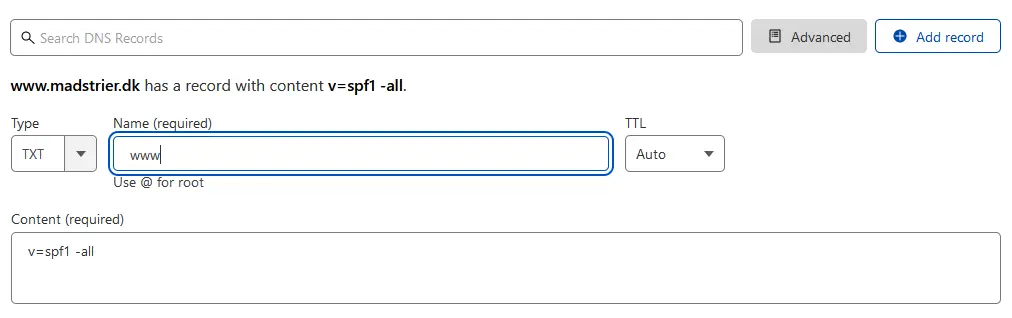 Search DNS Records
Advanced
Add record
www.madstrier.dk has a record with content v=spf1 -all.
Type
Name (required)
TTL
TXT
www
Auto
Use @ for root
Content (required)
v=spf1 -all